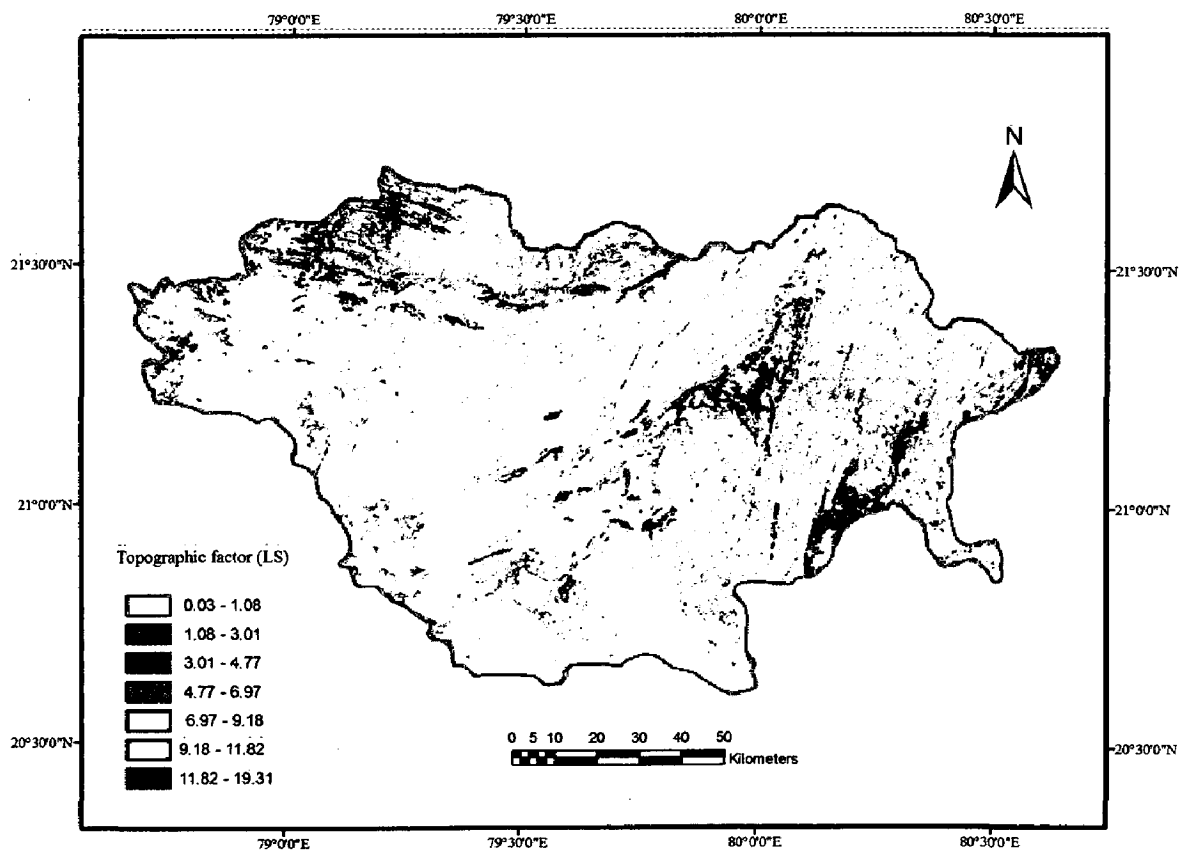 79°0'0"E 79°30'0"E 80°0'0"E 80°30'0"E
N
21°30'0"N 21°30'0"N
21°0'0"N 21°0'0"N
Topographic factor (LS)
0.03 - 1.08
1.08 - 3.01
3.01 - 4.77
4.77 - 6.97
6.97 - 9.18
9.18 - 11.82
11.82 - 19.31
0 5 10 20 30 40 50
Kilometers
20°30'0"N 20°30'0"N
79°0'0"E 79°30'0"E 80°0'0"E 80°30'0"E